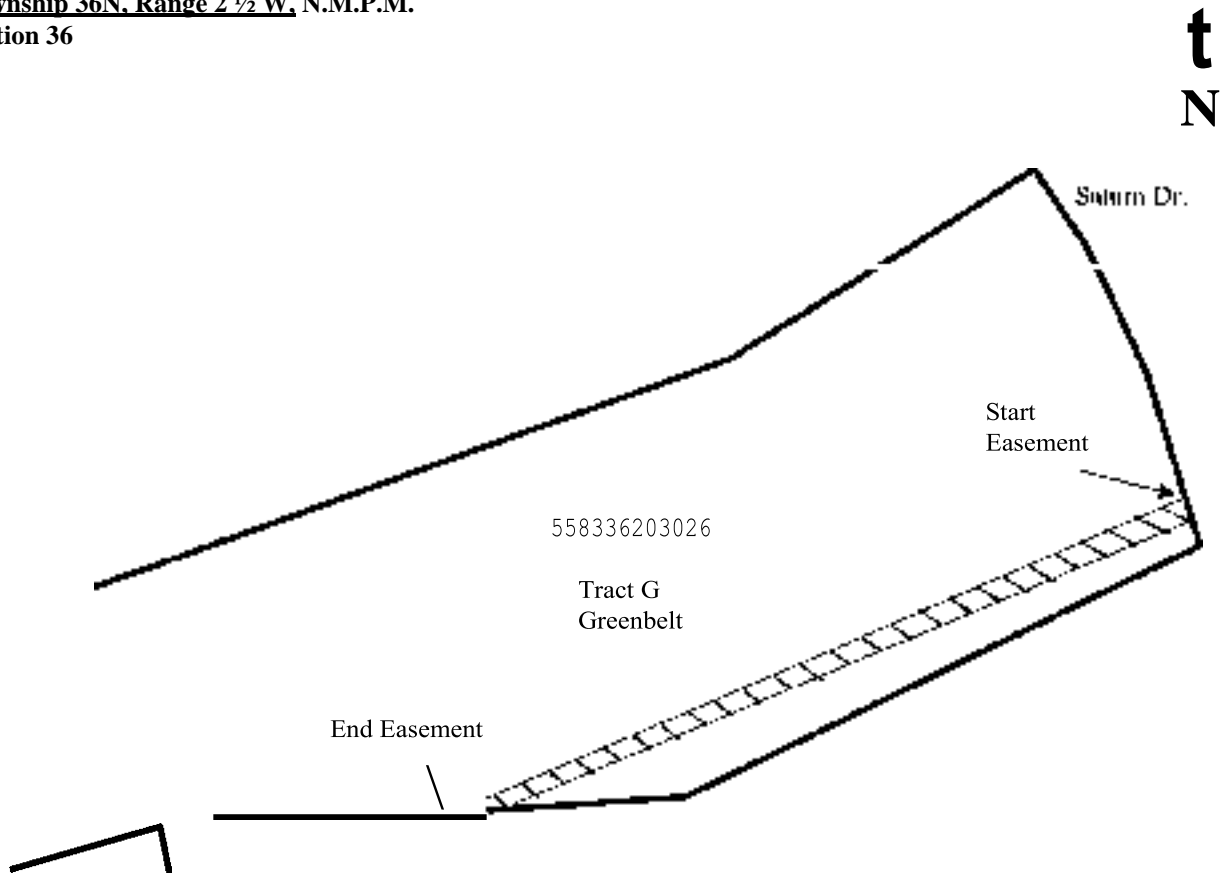 wnship 36N, Range 2 ½ W, N.M.P.M.
tion 36
t
N
Saturn Dr.
Start
Easement
558336203026
Tract G
Greenbelt
End Easement